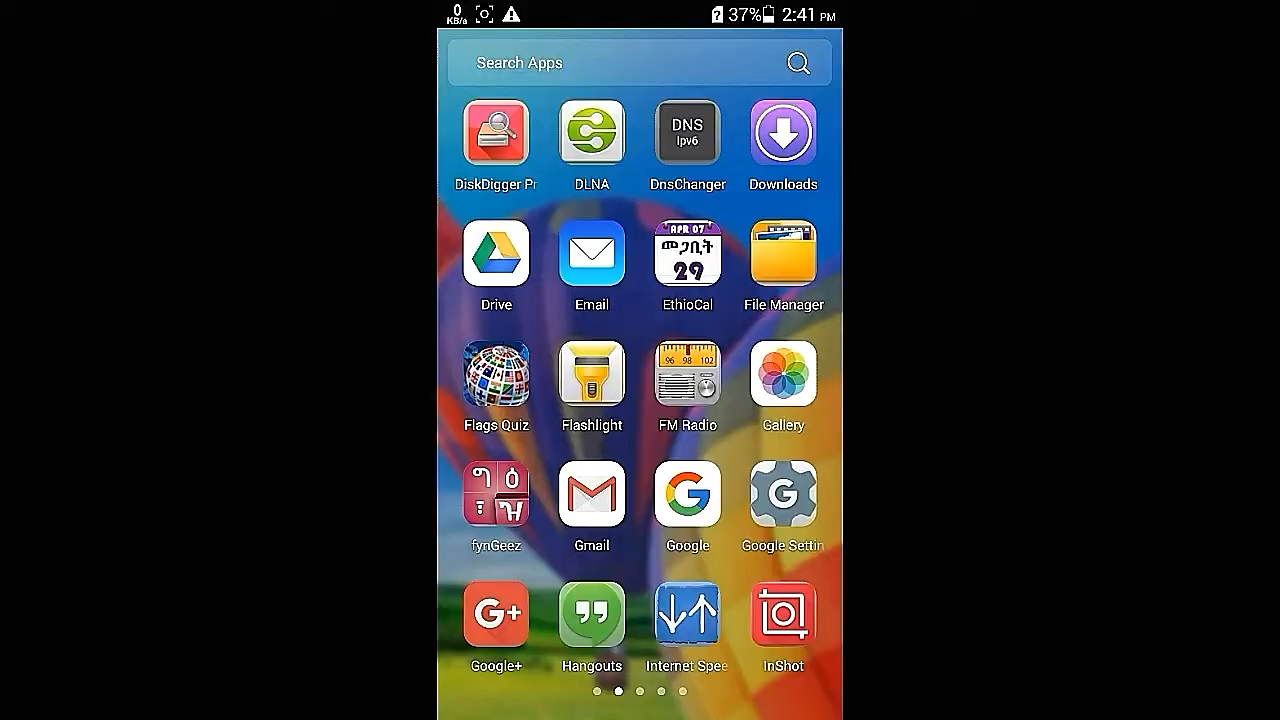 0 KB/s 37% 2:41 PM
Search Apps
DNS
Ipv6
DiskDigger Pr DLNA DnsChanger Downloads
APR 07
መጋቢት
29
Drive Email EthioCal File Manager
96 98 102
Flags Quiz Flashlight FM Radio Gallery
ግ ዕ
፧ ዝ
G
fynGeez Gmail Google Google Settin
G+
Google+ Hangouts Internet Spee InShot